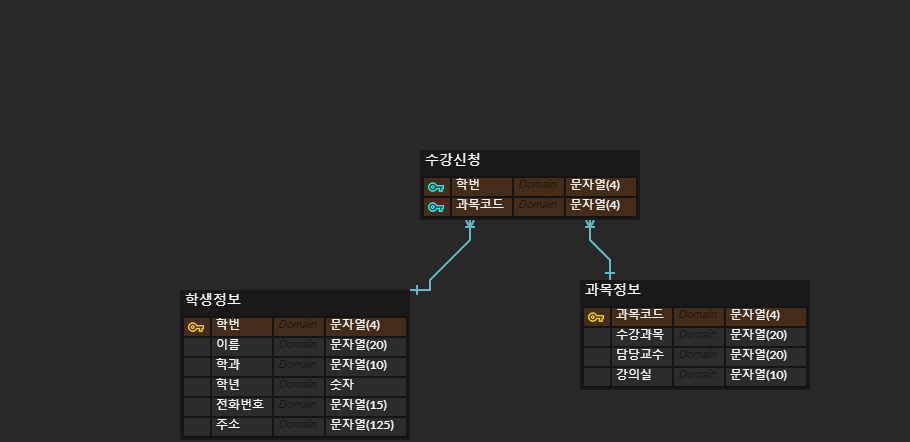 수강신청
학번 Domain 문자열(4)
과목코드 Domain 문자열(4)
학생정보
학번 Domain 문자열(4)
이름 Domain 문자열(20)
학과 Domain 문자열(10)
학년 Domain 숫자
전화번호 Domain 문자열(15)
주소 Domain 문자열(125)
과목정보
과목코드 Domain 문자열(4)
수강과목 Domain 문자열(20)
담당교수 Domain 문자열(20)
강의실 Domain 문자열(10)